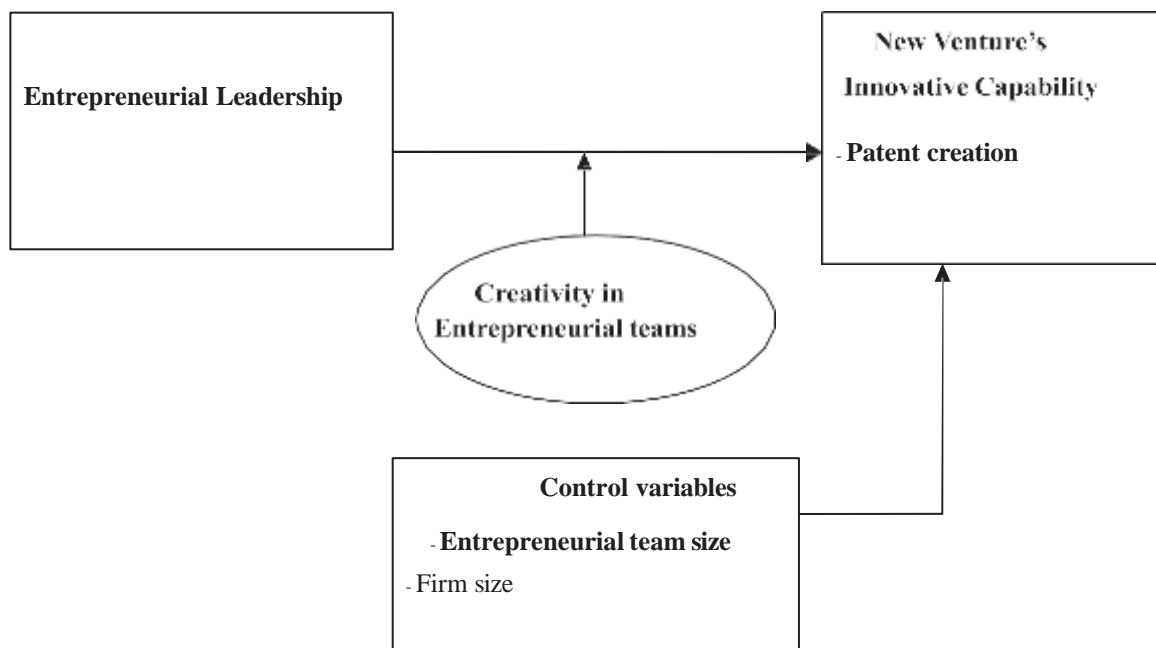 Entrepreneurial Leadership
New Venture's
Innovative Capability
- Patent creation
Creativity in
Entrepreneurial teams
Control variables
- Entrepreneurial team size
- Firm size